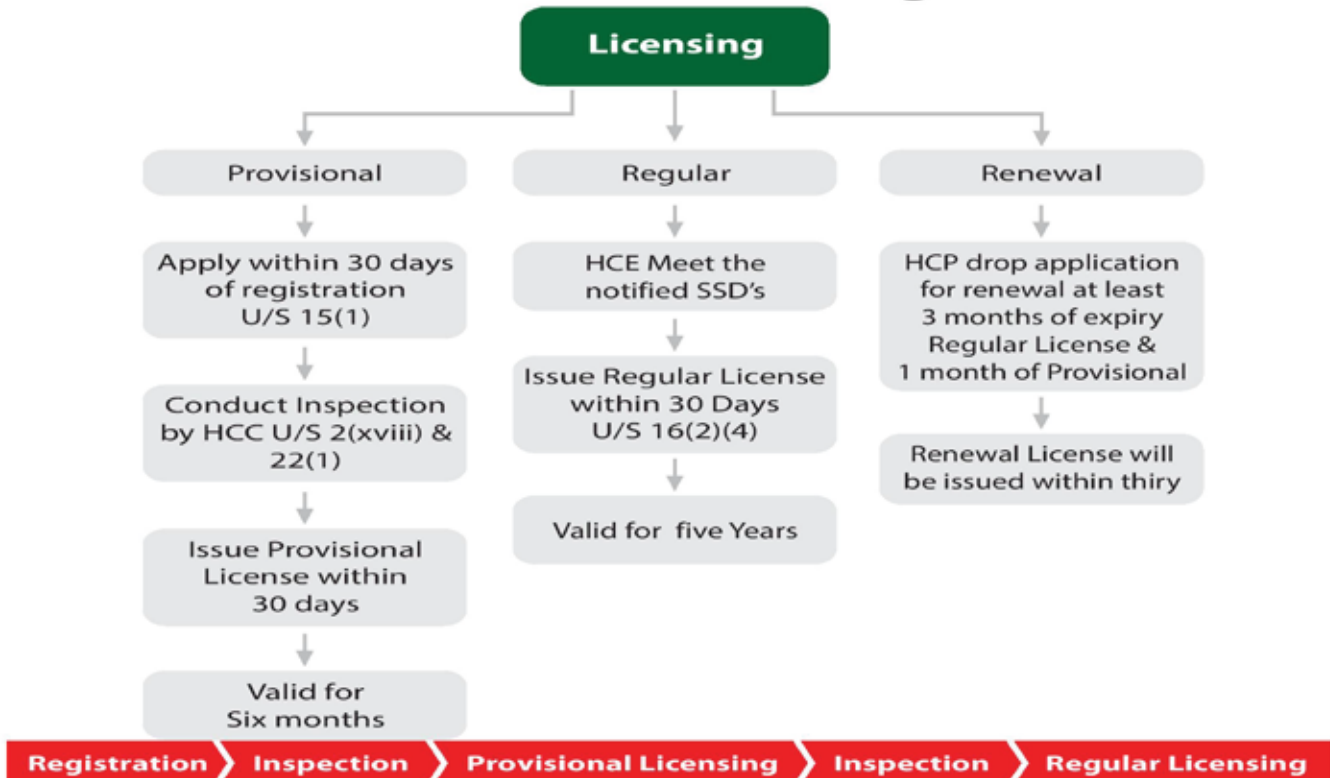 Licensing
Provisional
Apply within 30 days
of registration
U/S 15(1)
Conduct Inspection
by HCC U/S 2(xviii) &
22(1)
Issue Provisional
License within
30 days
Valid for
Six months
Regular
HCE Meet the
notified SSD's
Issue Regular License
within 30 Days
U/S 16(2)(4)
Valid for five Years
Renewal
HCP drop application
for renewal at least
3 months of expiry
Regular License &
1 month of Provisional
Renewal License will
be issued within thiry
Registration
Inspection
Provisional Licensing
Inspection
Regular Licensing